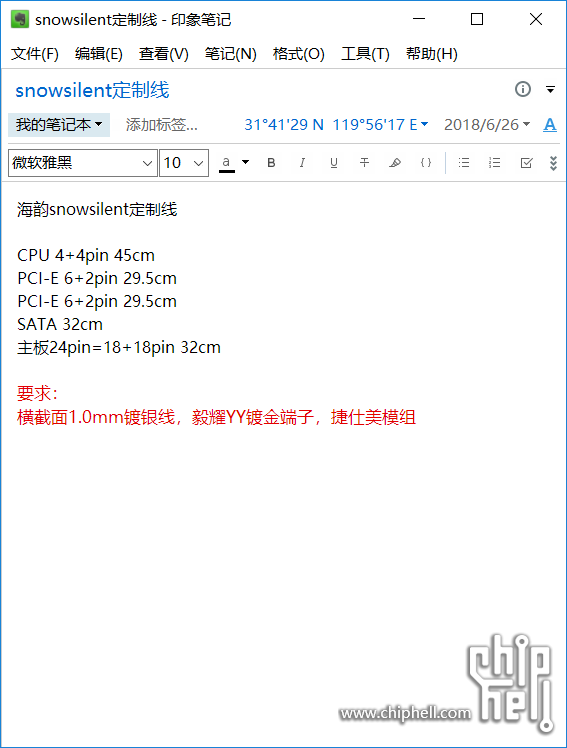 snowsilent定制线 - 印象笔记
文件(F) 编辑(E) 查看(V) 笔记(N) 格式(O) 工具(T) 帮助(H)
snowsilent定制线
我的笔记本 添加标签... 31°41'29 N 119°56'17 E 2018/6/26 A
微软雅黑 10 a B I U T {}
海韵snowsilent定制线
CPU 4+4pin 45cm
PCI-E 6+2pin 29.5cm
PCI-E 6+2pin 29.5cm
SATA 32cm
主板24pin=18+18pin 32cm
要求：
横截面1.0mm镀银线，毅耀YY镀金端子，捷仕美模组
chip
hell
www.chiphell.com